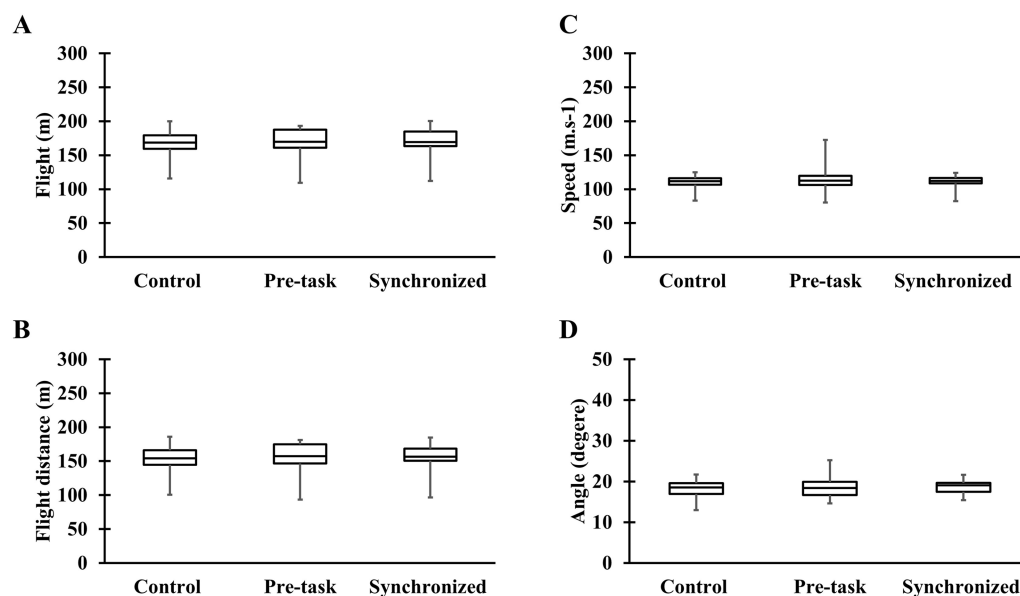 A
Flight (m)
300
250
200
150
100
50
0
Control Pre-task Synchronized
B
Flight distance (m)
300
250
200
150
100
50
0
Control Pre-task Synchronized
C
Speed (m.s-1)
300
250
200
150
100
50
0
Control Pre-task Synchronized
D
Angle (degere)
50
40
30
20
10
0
Control Pre-task Synchronized